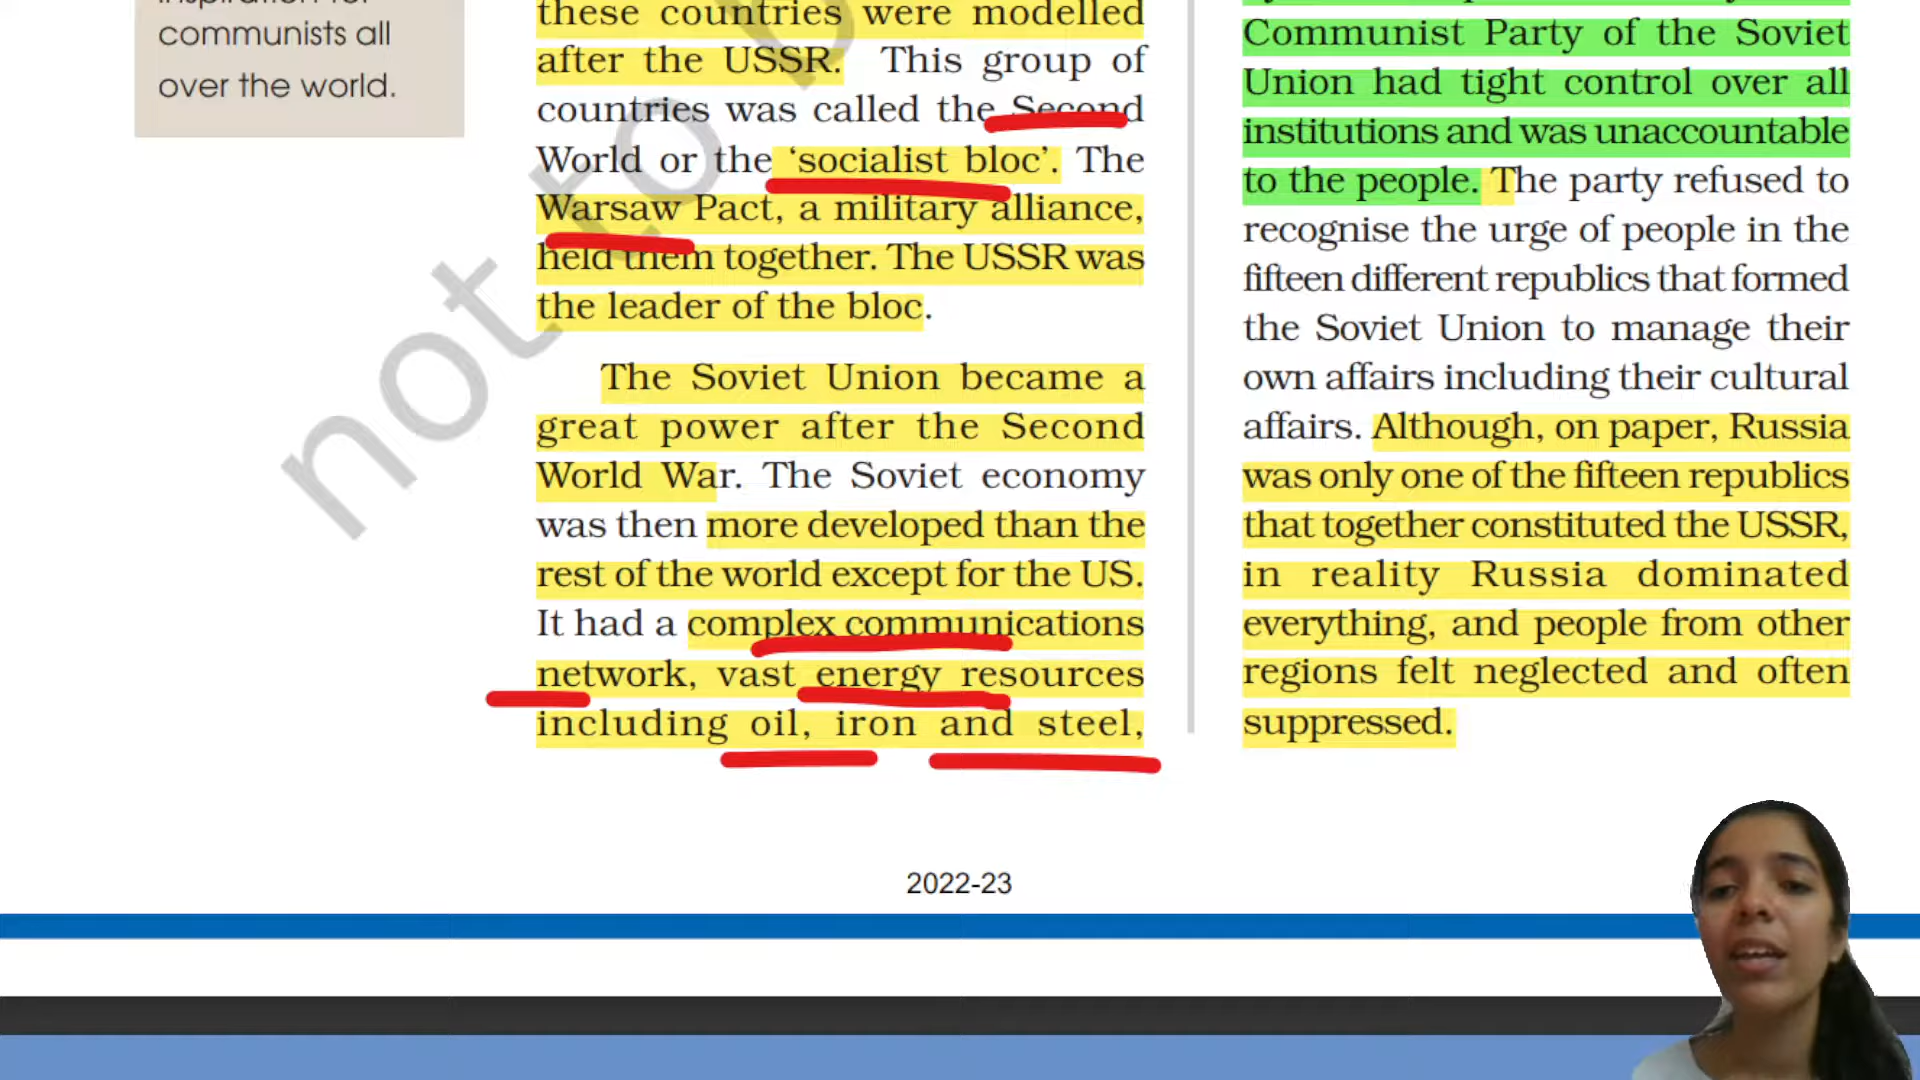 communists all
over the world.
these countries were modelled
after the USSR. This group of
countries was called the Second
World or the ‘socialist bloc’. The
Warsaw Pact, a military alliance,
held them together. The USSR was
the leader of the bloc.
The Soviet Union became a
great power after the Second
World War. The Soviet economy
was then more developed than the
rest of the world except for the US.
It had a complex communications
network, vast energy resources
including oil, iron and steel,
Communist Party of the Soviet
Union had tight control over all
institutions and was unaccountable
to the people. The party refused to
recognise the urge of people in the
fifteen different republics that formed
the Soviet Union to manage their
own affairs including their cultural
affairs. Although, on paper, Russia
was only one of the fifteen republics
that together constituted the USSR,
in reality Russia dominated
everything, and people from other
regions felt neglected and often
suppressed.
not to b
2022-23